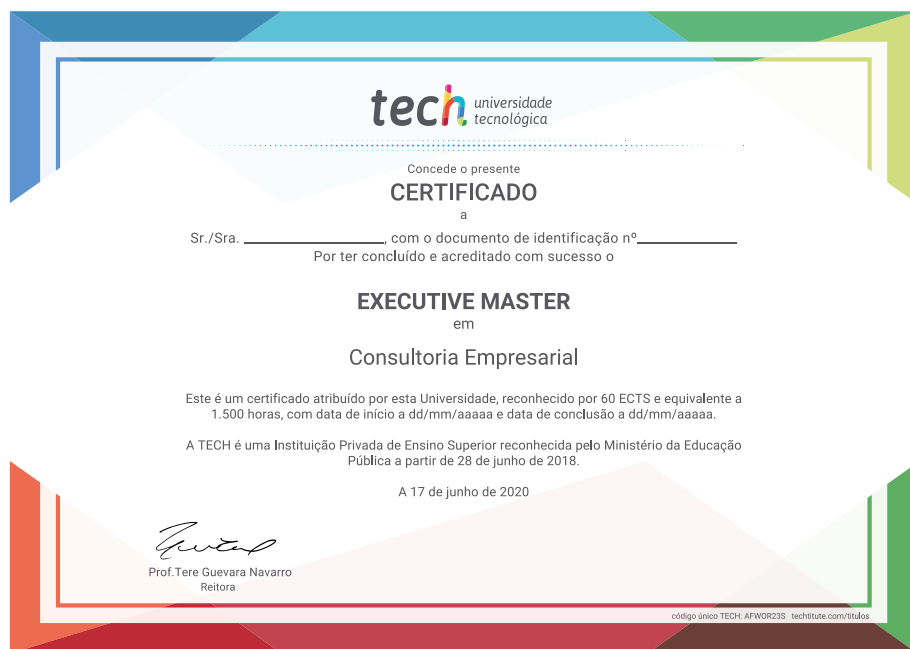 tech universidade
tecnológica
Concede o presente
CERTIFICADO
a
Sr./Sra. ________________, com o documento de identificação nº____________
Por ter concluído e acreditado com sucesso o
EXECUTIVE MASTER
em
Consultoria Empresarial
Este é um certificado atribuído por esta Universidade, reconhecido por 60 ECTS e equivalente a
1.500 horas, com data de início a dd/mm/aaaaa e data de conclusão a dd/mm/aaaaa.
A TECH é uma Instituição Privada de Ensino Superior reconhecida pelo Ministério da Educação
Pública a partir de 28 de junho de 2018.
A 17 de junho de 2020
Prof.Tere Guevara Navarro
Reitora
código único TECH: AFWOR23S techtitute.com/titulos